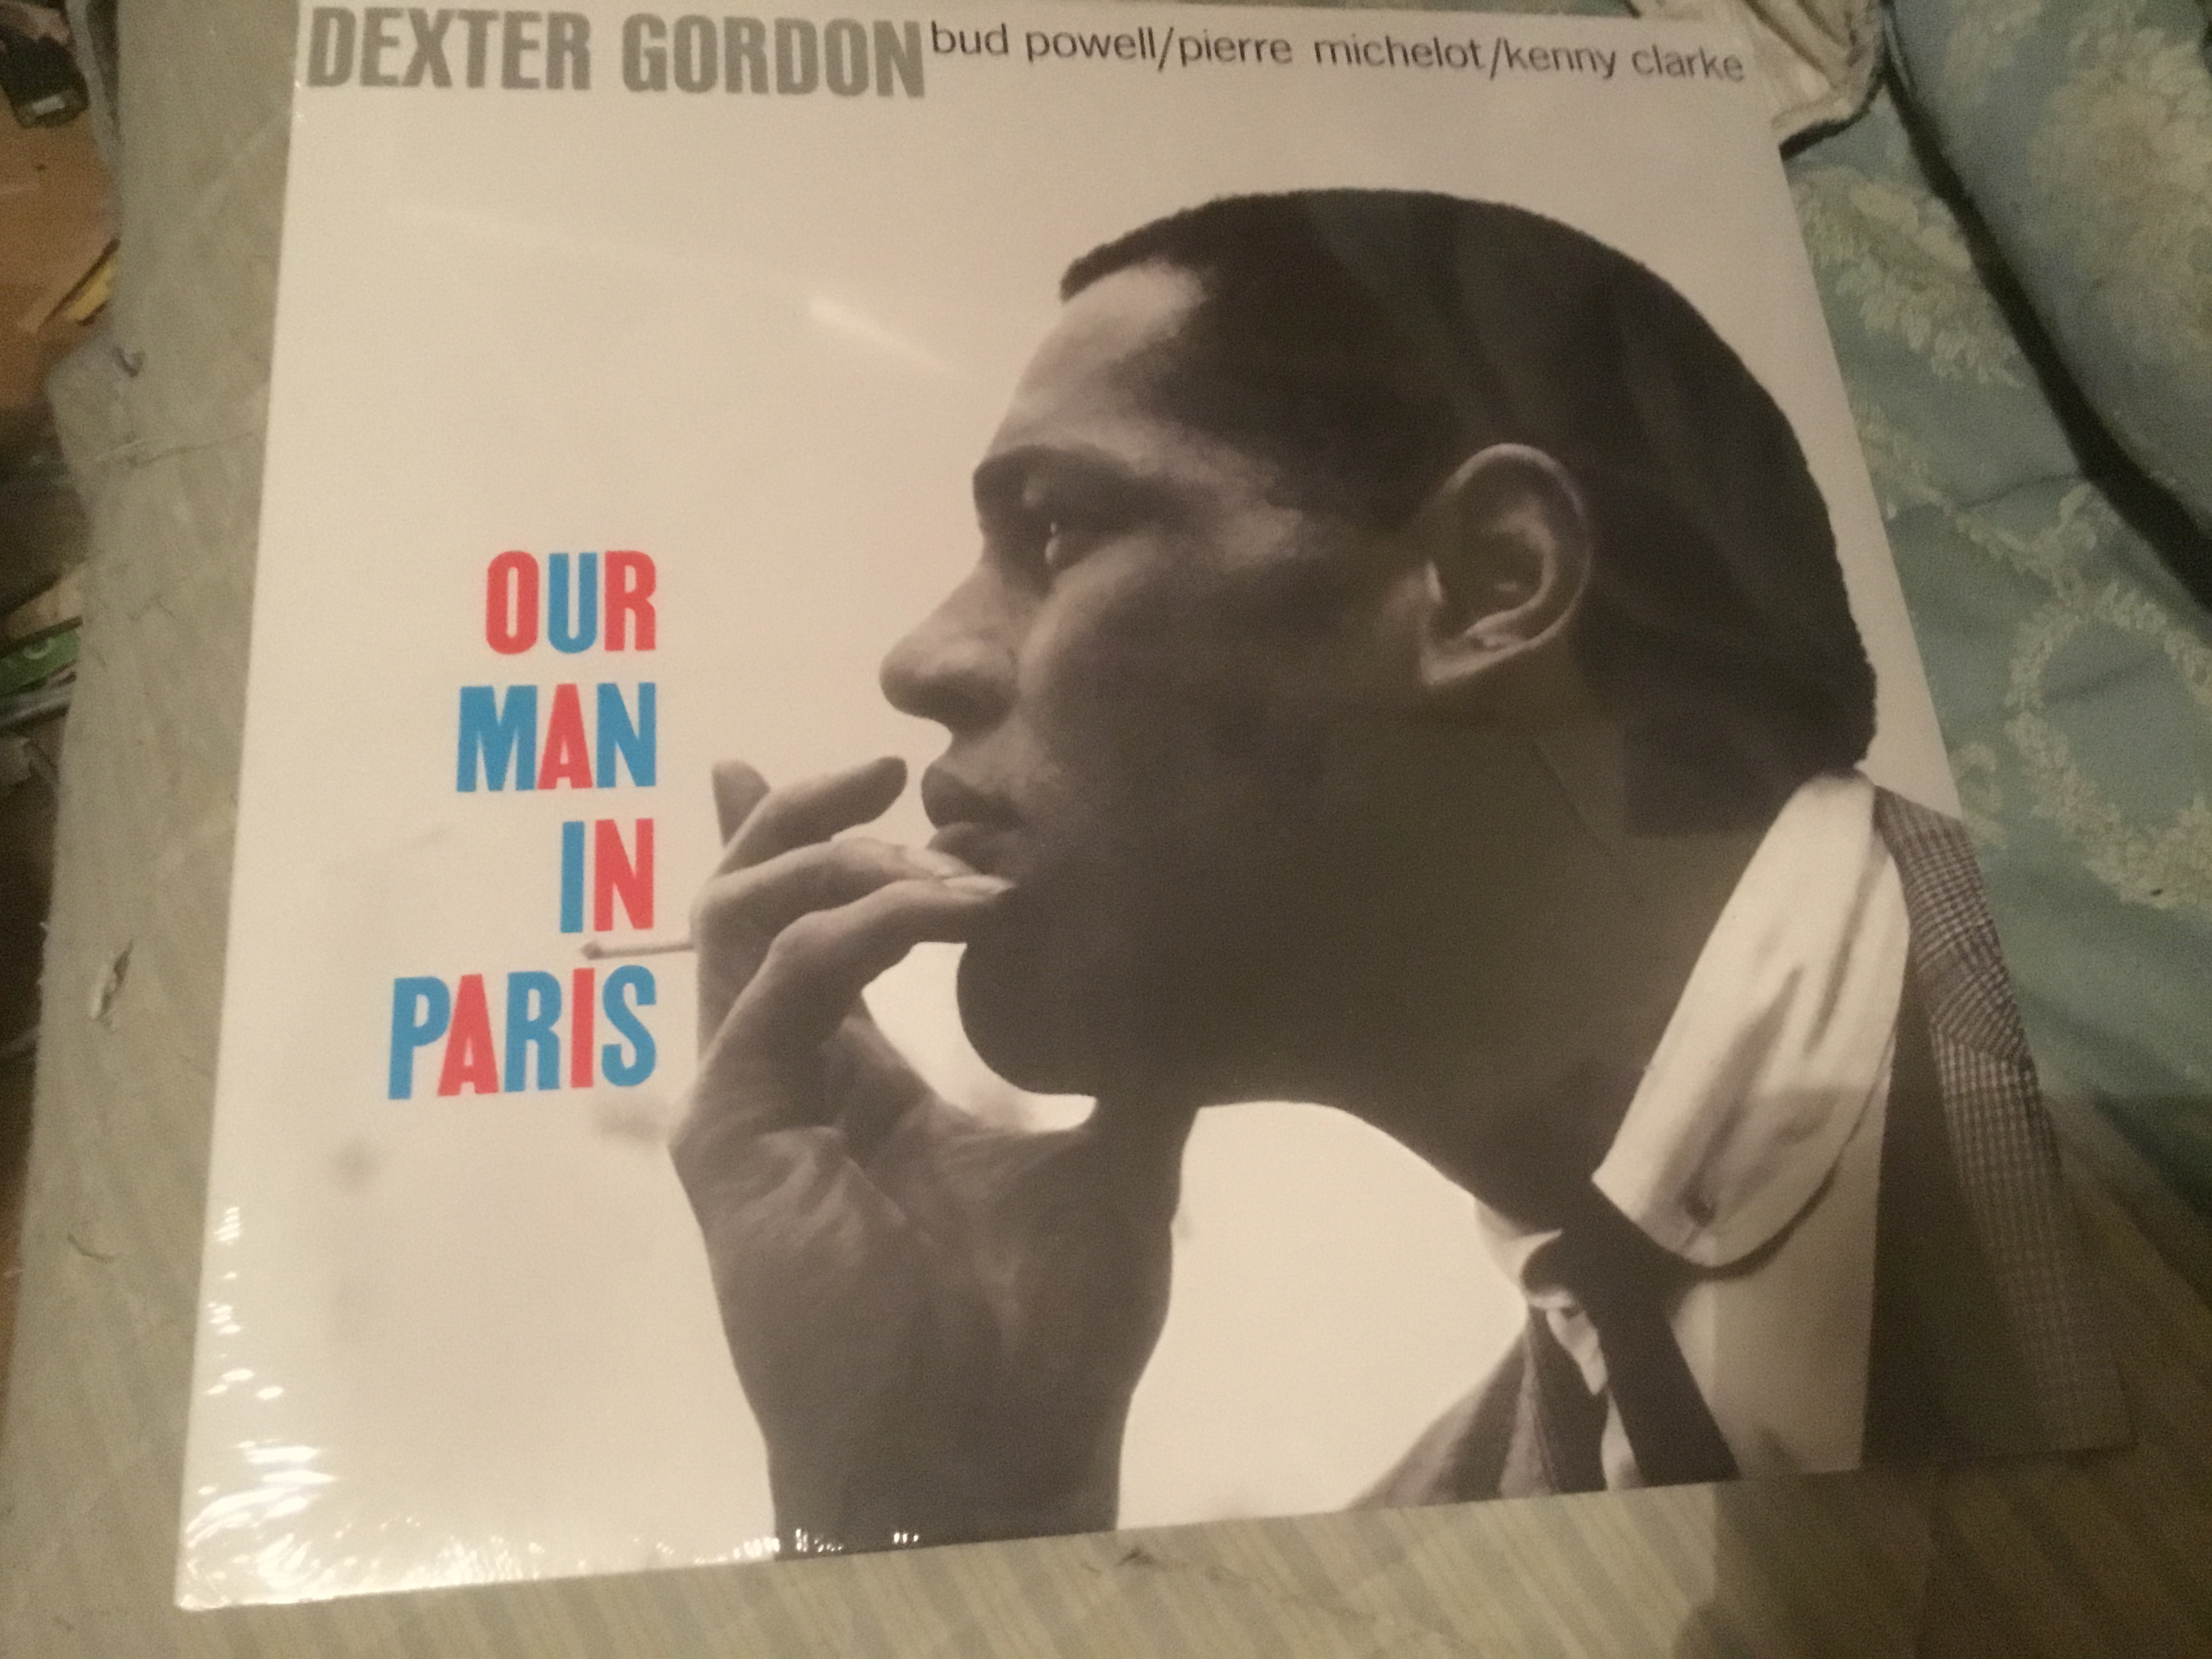 DEXTER GORDON bud powell/pierre michelot/kenny clarke
OUR
MAN
IN
PARIS